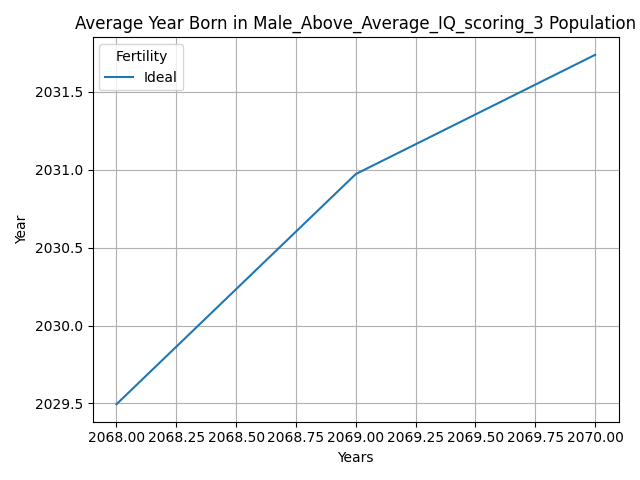 Average Year Born in Male_Above_Average_IQ_scoring_3 Population
Fertility
Ideal
2031.5
2031.0
2030.5
2030.0
2029.5
Year
2068.00 2068.25 2068.50 2068.75 2069.00 2069.25 2069.50 2069.75 2070.00
Years